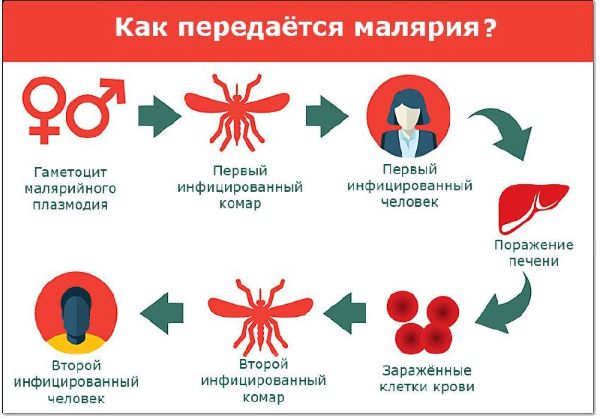 Как передаётся малярия?
Гаметоцит
малярийного
плазмодия
Первый
инфицированный
комар
Первый
инфицированный
человек
Поражение
печени
Заражённые
клетки крови
Второй
инфицированный
комар
Второй
инфицированный
человек